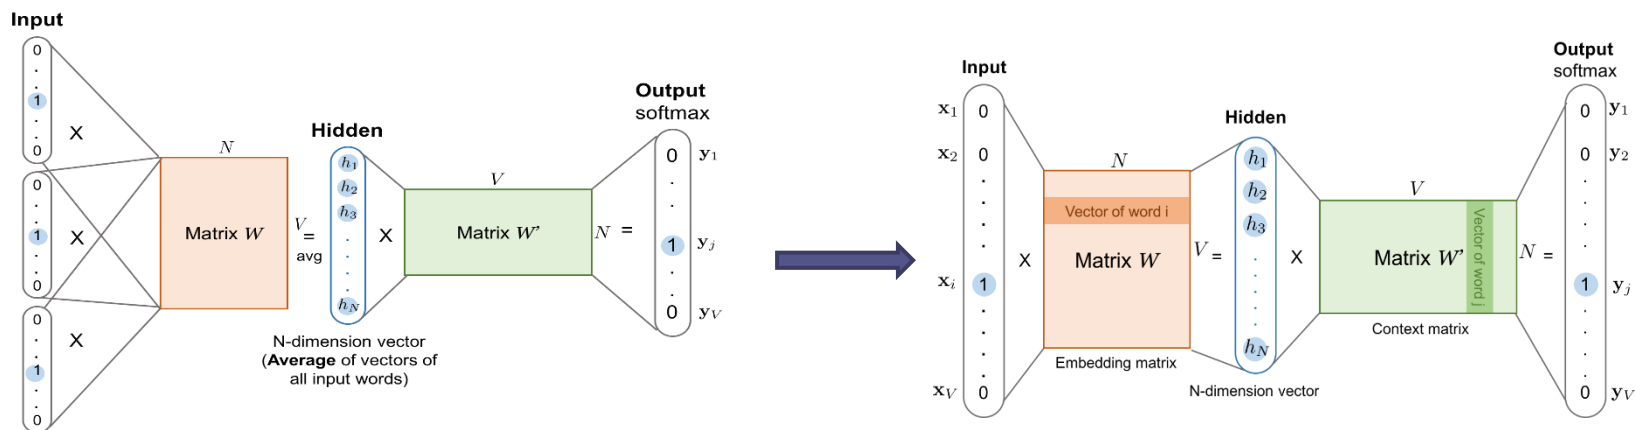 Input
0
1
0
X
0
1
0
X
0
1
0
X
N
Matrix W
V
=
avg
Hidden
h1
h2
h3
hN
N-dimension vector
(Average of vectors of
all input words)
X
V
Matrix W'
N =
Output
softmax
0 y1
1 yj
0 yV
Input
x1 0
x2 0
xi 1
xV 0
X
N
Vector of word i
Matrix W
V =
Embedding matrix
Hidden
h1
h2
h3
hN
N-dimension vector
X
V
Matrix W'
Vector of word j
N =
Context matrix
Output
softmax
0 y1
0 y2
1 yj
0 yV